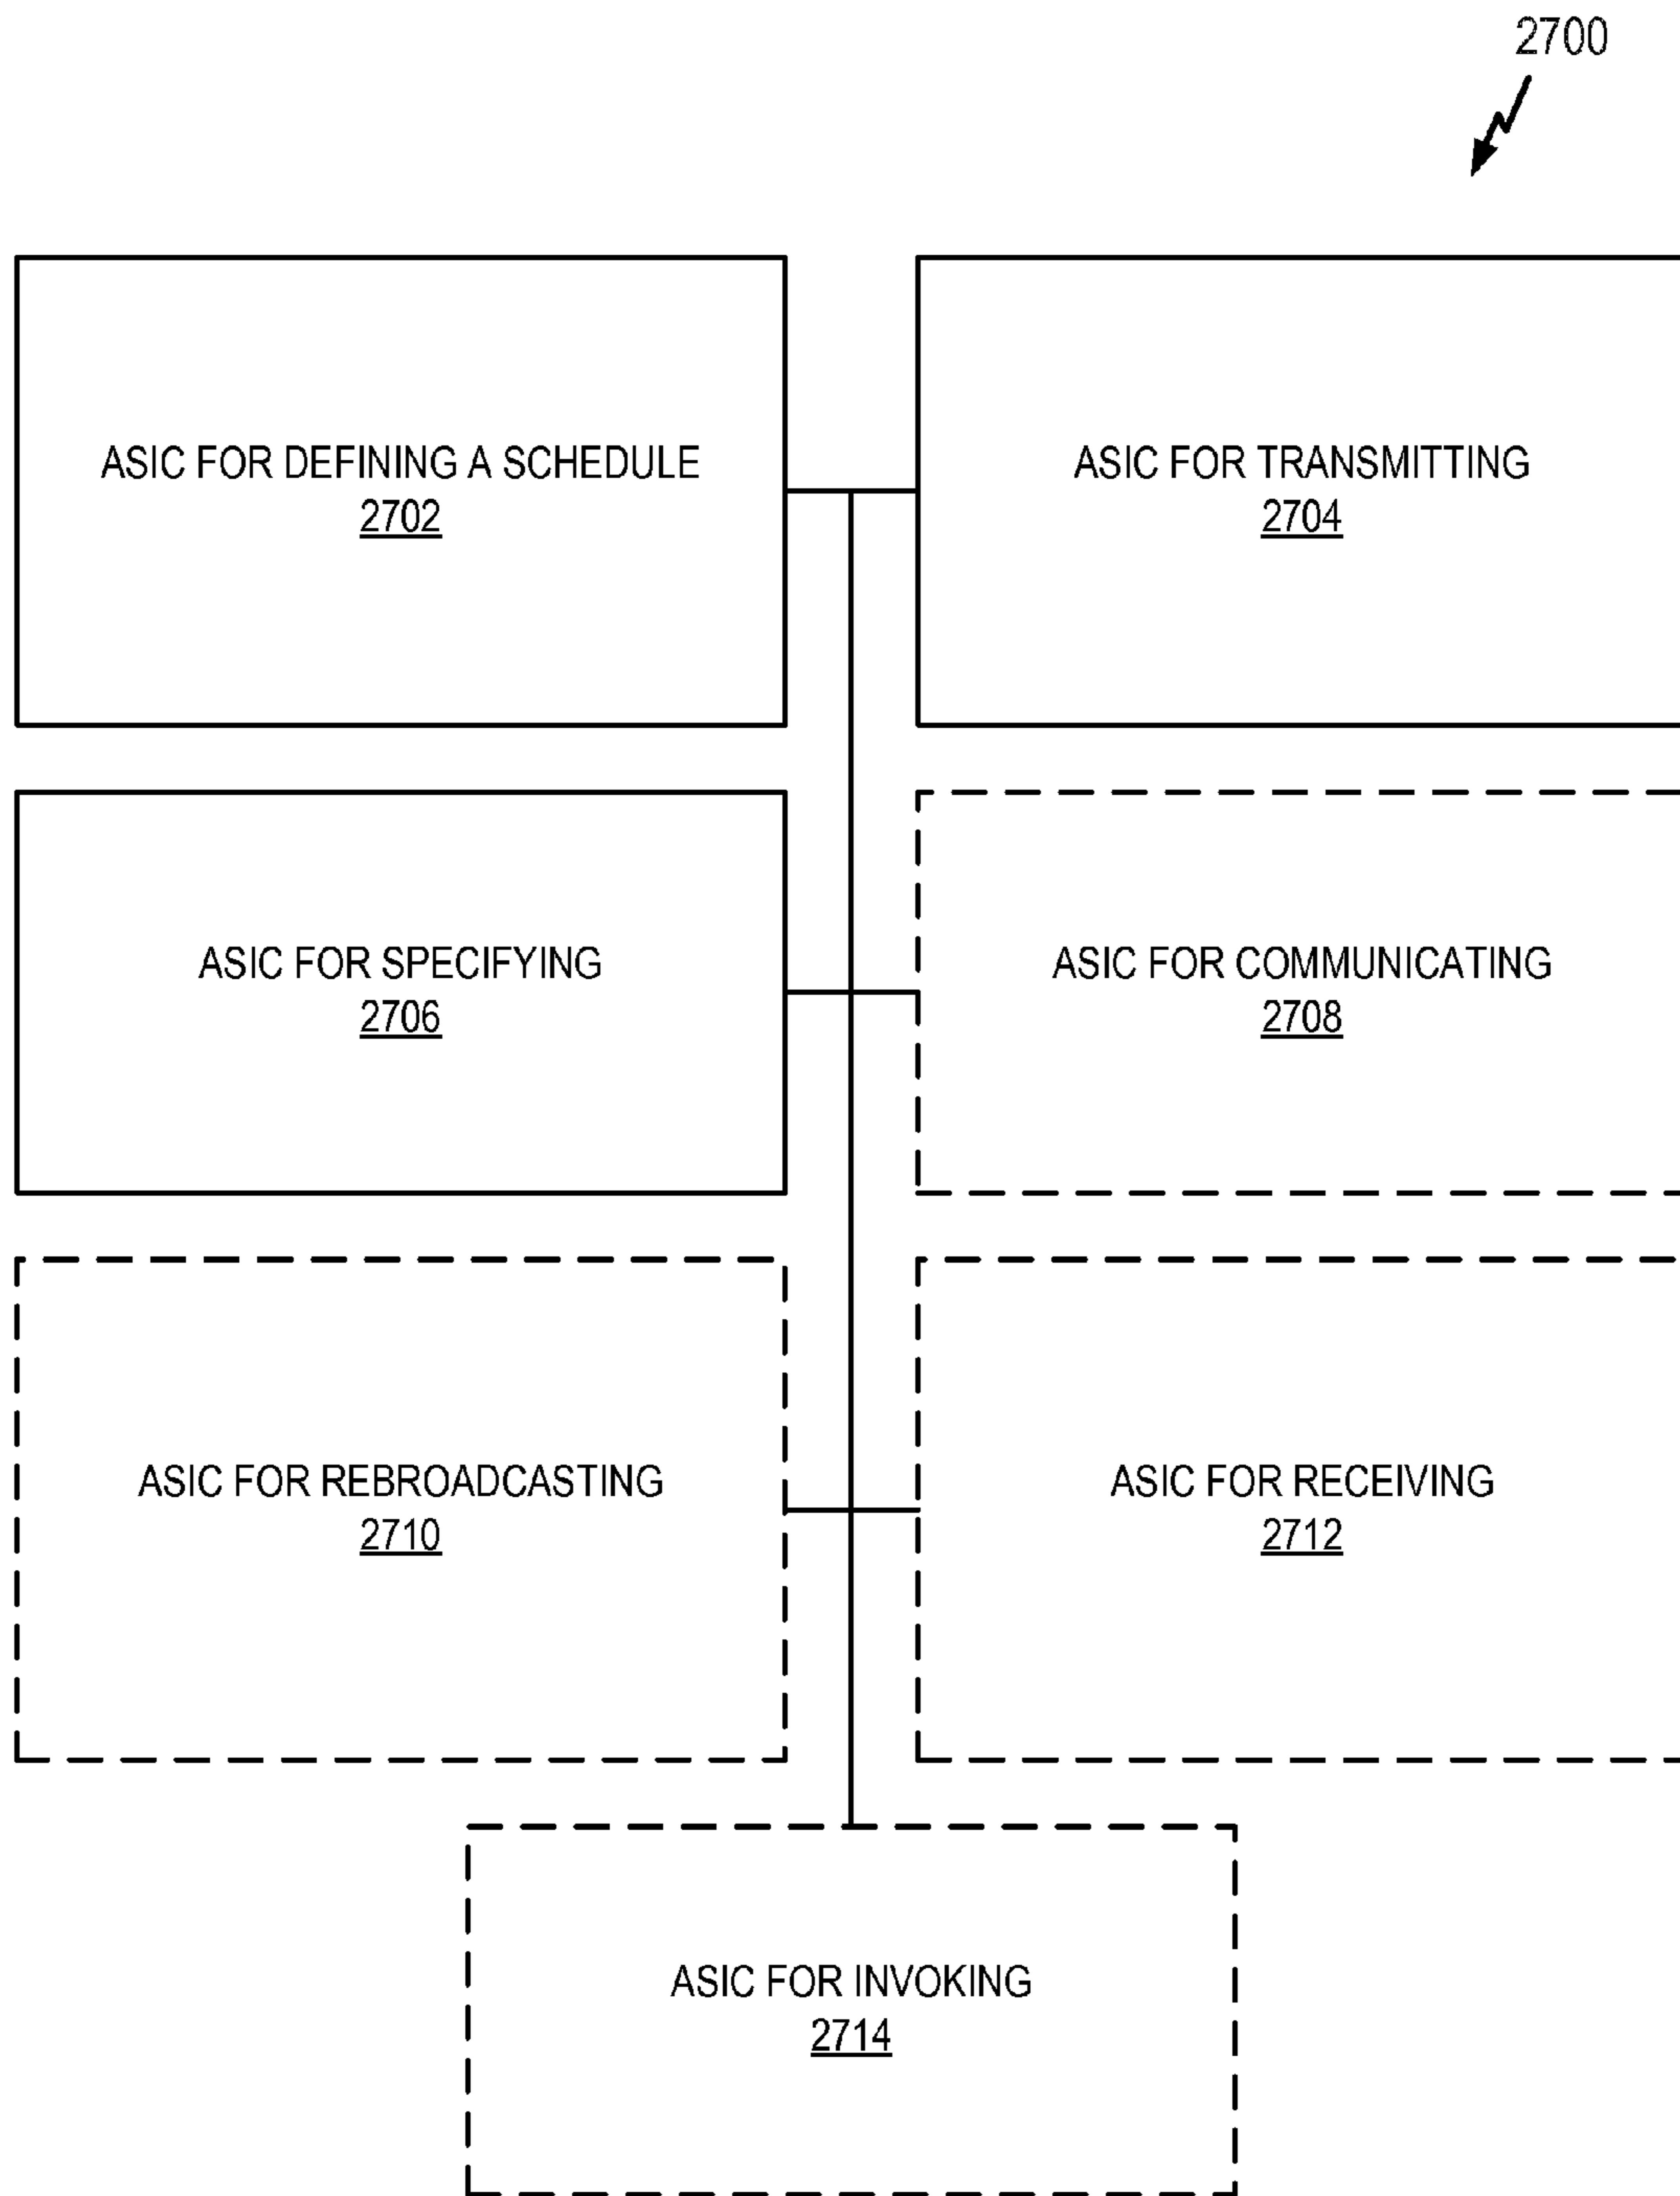 2700
ASIC FOR DEFINING A SCHEDULE
2702
ASIC FOR TRANSMITTING
2704
ASIC FOR SPECIFYING
2706
ASIC FOR COMMUNICATING
2708
ASIC FOR REBROADCASTING
2710
ASIC FOR RECEIVING
2712
ASIC FOR INVOKING
2714